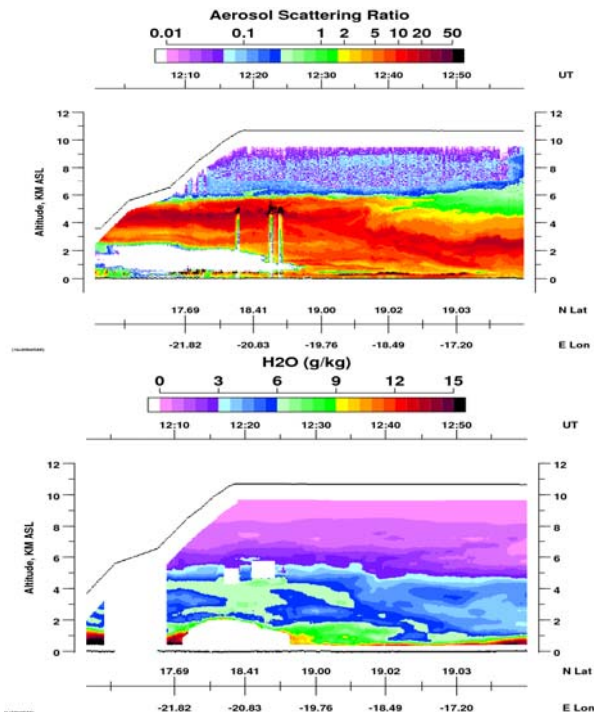 Aerosol Scattering Ratio
0.01 0.1 1 2 5 10 20 50
12:10 12:20 12:30 12:40 12:50 UT
12 12
10 10
8 8
6 6
4 4
2 2
0 0
Altitude, KM ASL
17.69 18.41 19.00 19.02 19.03 N Lat
-21.82 -20.83 -19.76 -18.49 -17.20 E Lon
H2O (g/kg)
0 3 6 9 12 15
12:10 12:20 12:30 12:40 12:50 UT
12 12
10 10
8 8
6 6
4 4
2 2
0 0
Altitude, KM ASL
17.69 18.41 19.00 19.02 19.03 N Lat
-21.82 -20.83 -19.76 -18.49 -17.20 E Lon